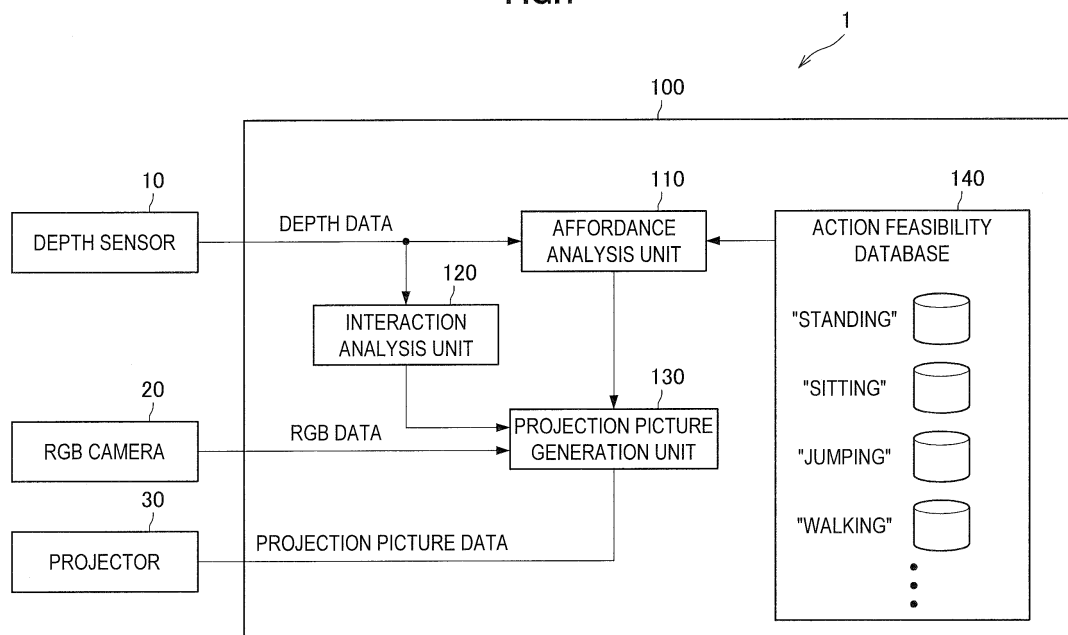 1
100
10
DEPTH SENSOR
DEPTH DATA
110
AFFORDANCE
ANALYSIS UNIT
140
ACTION FEASIBILITY
DATABASE
120
INTERACTION
ANALYSIS UNIT
"STANDING"
"SITTING"
20
RGB CAMERA
RGB DATA
130
PROJECTION PICTURE
GENERATION UNIT
"JUMPING"
"WALKING"
30
PROJECTOR
PROJECTION PICTURE DATA